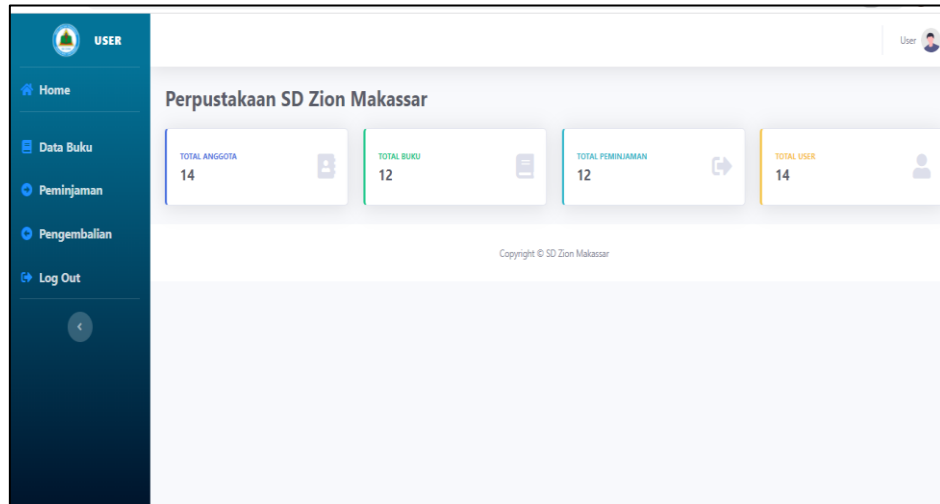 USER
User
Home
Data Buku
Peminjaman
Pengembalian
Log Out
Perpustakaan SD Zion Makassar
TOTAL ANGGOTA
14
TOTAL BUKU
12
TOTAL PEMINJAMAN
12
TOTAL USER
14
Copyright © SD Zion Makassar